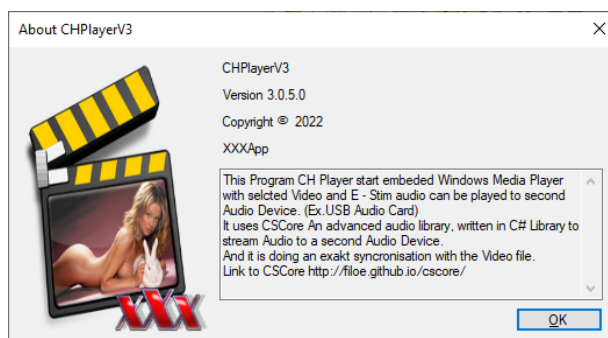 About CHPlayerV3
CHPlayerV3
Version 3.0.5.0
Copyright © 2022
XXXApp
This Program CH Player start embeded Windows Media Player
with selcted Video and E - Stim audio can be played to second
Audio Device. (Ex.USB Audio Card)
It uses CSCore An advanced audio library, written in C# Library to
stream Audio to a second Audio Device.
And it is doing an exakt syncronisation with the Video file.
Link to CSCore http://filoe.github.io/cscore/
XXX
OK